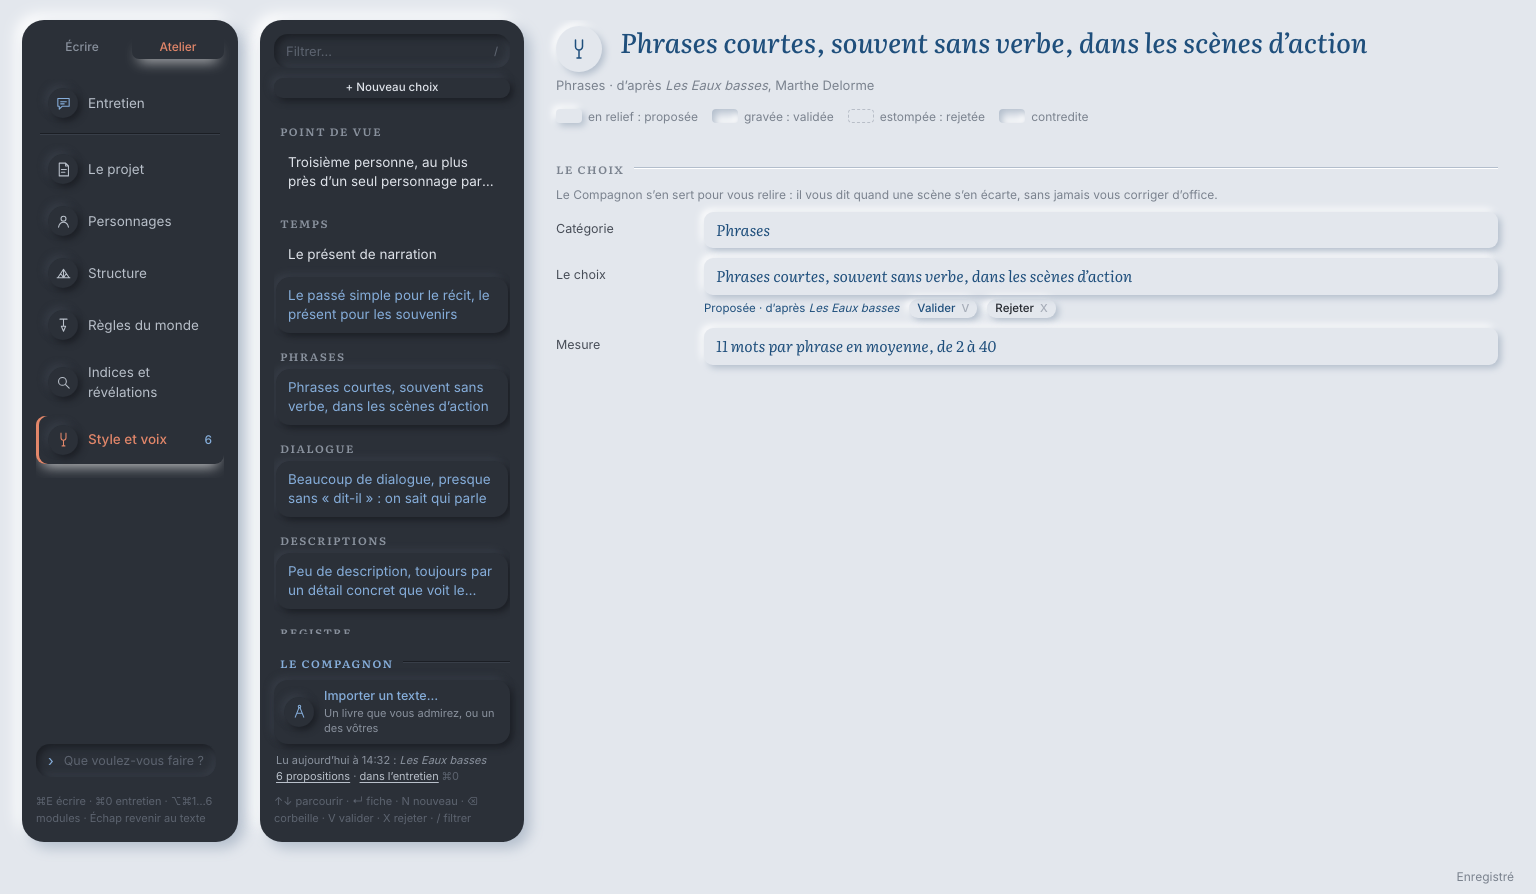 Écrire
Atelier
Entretien
Le projet
Personnages
Structure
Règles du monde
Indices et
révélations
Style et voix 6
› Que voulez-vous faire ?
⌘E écrire · ⌘0 entretien · ⌥⌘1…6
modules · Échap revenir au texte
Filtrer… /
+ Nouveau choix
POINT DE VUE
Troisième personne, au plus
près d’un seul personnage par…
TEMPS
Le présent de narration
Le passé simple pour le récit, le
présent pour les souvenirs
PHRASES
Phrases courtes, souvent sans
verbe, dans les scènes d’action
DIALOGUE
Beaucoup de dialogue, presque
sans « dit-il » : on sait qui parle
DESCRIPTIONS
Peu de description, toujours par
un détail concret que voit le…
REGISTRE
LE COMPAGNON
Importer un texte…
Un livre que vous admirez, ou un
des vôtres
Lu aujourd’hui à 14:32 : Les Eaux basses
6 propositions · dans l’entretien ⌘0
↑↓ parcourir · ↵ fiche · N nouveau · ⌫
corbeille · V valider · X rejeter · / filtrer
Phrases courtes, souvent sans verbe, dans les scènes d’action
Phrases · d’après Les Eaux basses, Marthe Delorme
en relief : proposée gravée : validée estompée : rejetée contredite
LE CHOIX
Le Compagnon s’en sert pour vous relire : il vous dit quand une scène s’en écarte, sans jamais vous corriger d’office.
Catégorie Phrases
Le choix Phrases courtes, souvent sans verbe, dans les scènes d’action
Proposée · d’après Les Eaux basses Valider V Rejeter X
Mesure 11 mots par phrase en moyenne, de 2 à 40
Enregistré